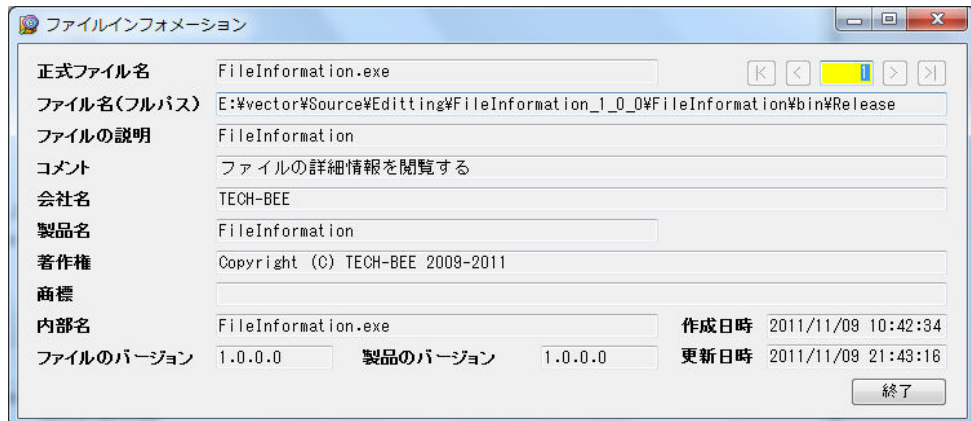 ファイルインフォメーション
正式ファイル名 FileInformation.exe 1
ファイル名(フルパス) E:¥vector¥Source¥Editting¥FileInformation_1_0_0¥FileInformation¥bin¥Release
ファイルの説明 FileInformation
コメント ファイルの詳細情報を閲覧する
会社名 TECH-BEE
製品名 FileInformation
著作権 Copyright (C) TECH-BEE 2009-2011
商標
内部名 FileInformation.exe 作成日時 2011/11/09 10:42:34
ファイルのバージョン 1.0.0.0 製品のバージョン 1.0.0.0 更新日時 2011/11/09 21:43:16
終了